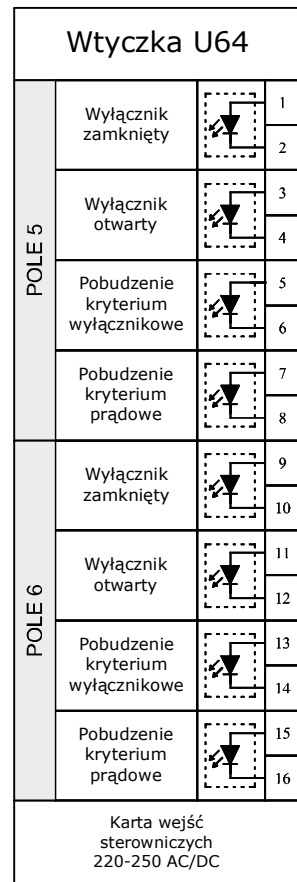 Wtyczka U64
POLE 5
Wyłącznik
zamknięty
1
2
Wyłącznik
otwarty
3
4
Pobudzenie
kryterium
wyłącznikowe
5
6
Pobudzenie
kryterium
prądowe
7
8
POLE 6
Wyłącznik
zamknięty
9
10
Wyłącznik
otwarty
11
12
Pobudzenie
kryterium
wyłącznikowe
13
14
Pobudzenie
kryterium
prądowe
15
16
Karta wejść
sterowniczych
220-250 AC/DC